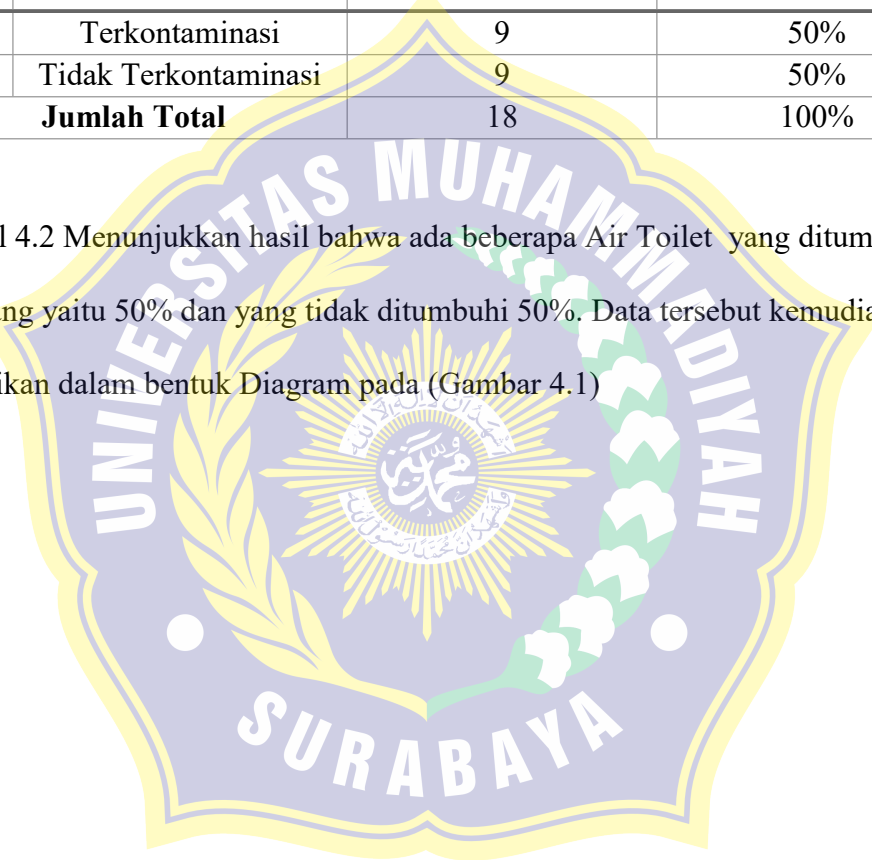 Terkontaminasi 9 50%
Tidak Terkontaminasi 9 50%
Jumlah Total 18 100%
l 4.2 Menunjukkan hasil bahwa ada beberapa Air Toilet yang ditum
ng yaitu 50% dan yang tidak ditumbuhi 50%. Data tersebut kemudia
ikan dalam bentuk Diagram pada (Gambar 4.1)
UNIVERSITAS MUHAMMADIYAH
محمدية
SURABAYA